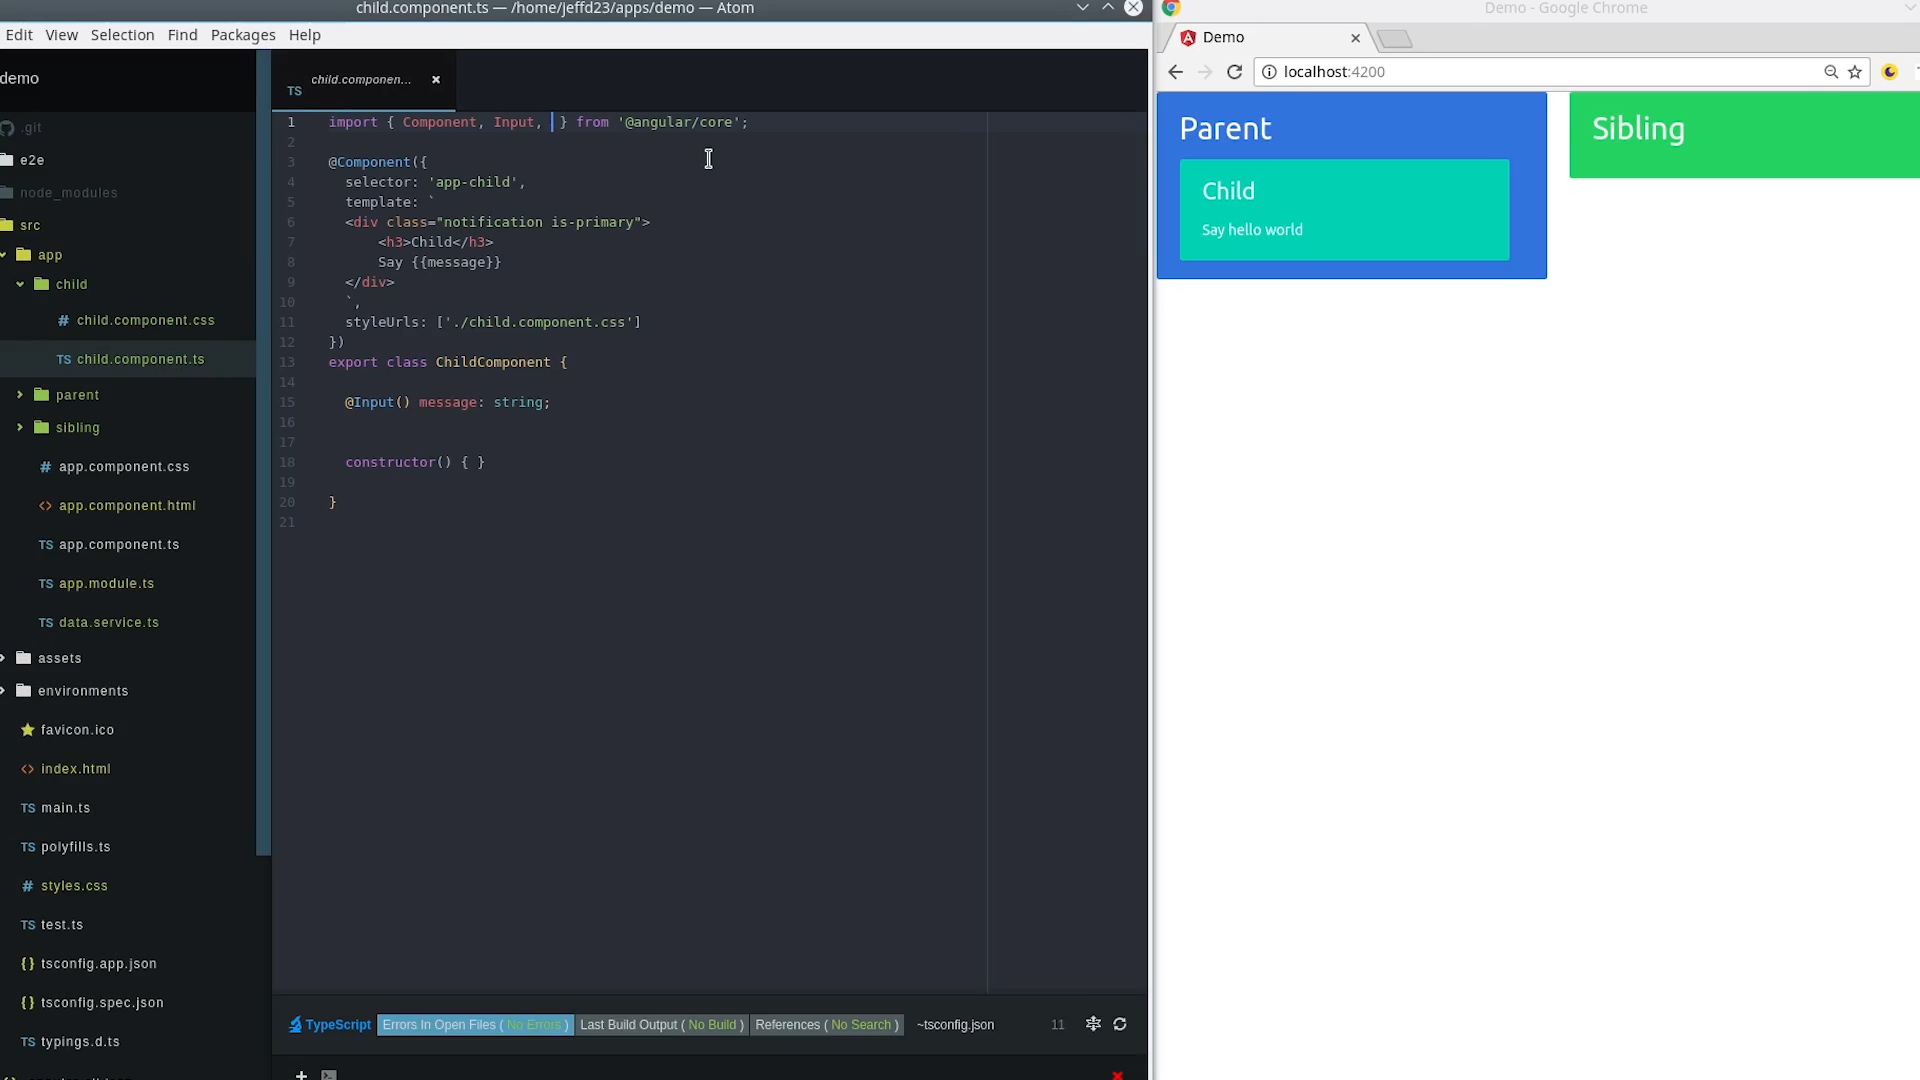 child.component.ts — /home/jeffd23/apps/demo — Atom
Edit View Selection Find Packages Help
demo
.git
e2e
node_modules
src
app
child
# child.component.css
TS child.component.ts
parent
sibling
# app.component.css
<> app.component.html
TS app.component.ts
TS app.module.ts
TS data.service.ts
assets
environments
favicon.ico
<> index.html
TS main.ts
TS polyfills.ts
# styles.css
TS test.ts
{} tsconfig.app.json
{} tsconfig.spec.json
TS typings.d.ts
TS child.componen...
1 import { Component, Input, } from '@angular/core';
2
3 @Component({
4 selector: 'app-child',
5 template: `
6 <div class="notification is-primary">
7 <h3>Child</h3>
8 Say {{message}}
9 </div>
10 `,
11 styleUrls: ['./child.component.css']
12 })
13 export class ChildComponent {
14
15 @Input() message: string;
16
17
18 constructor() { }
19
20 }
21
TypeScript Errors In Open Files ( No Errors ) Last Build Output ( No Build ) References ( No Search ) ~tsconfig.json 11
Demo - Google Chrome
Demo
localhost:4200
Parent
Child
Say hello world
Sibling